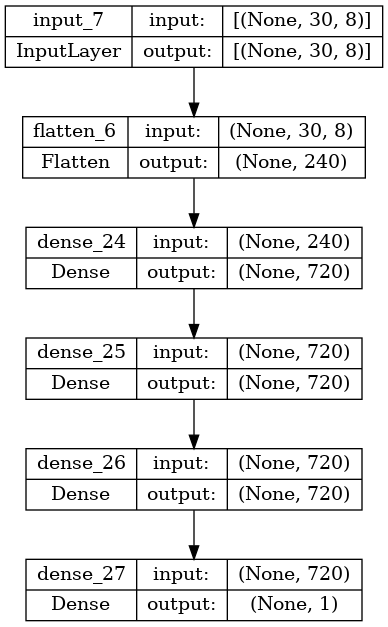 input_7 input: [(None, 30, 8)]
InputLayer output: [(None, 30, 8)]
flatten_6 input: (None, 30, 8)
Flatten output: (None, 240)
dense_24 input: (None, 240)
Dense output: (None, 720)
dense_25 input: (None, 720)
Dense output: (None, 720)
dense_26 input: (None, 720)
Dense output: (None, 720)
dense_27 input: (None, 720)
Dense output: (None, 1)